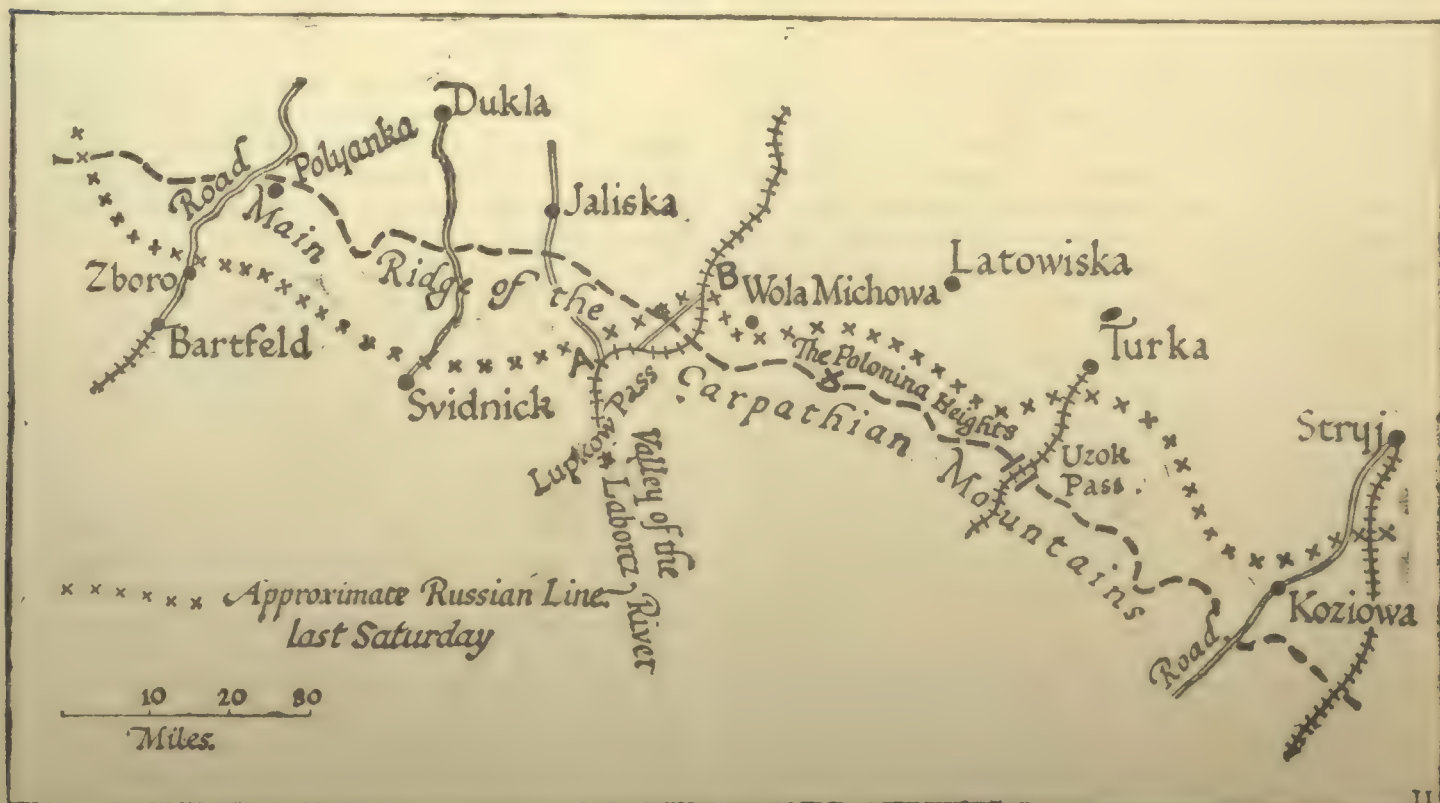 Dukla
Polyanka
Road
Main
Ridge of the
Carpathian
Mountains
Jaliska
Zboro
Bartfeld
Svidnick
A
B
Wola Michowa
Latowiska
Turka
The Polonina Heights
Uzok
Pass.
Stryj
Lupkow Pass
Valley of the
Laborcz River
Koziowa
Road
Approximate Russian Line
last Saturday
10 20 30
Miles.